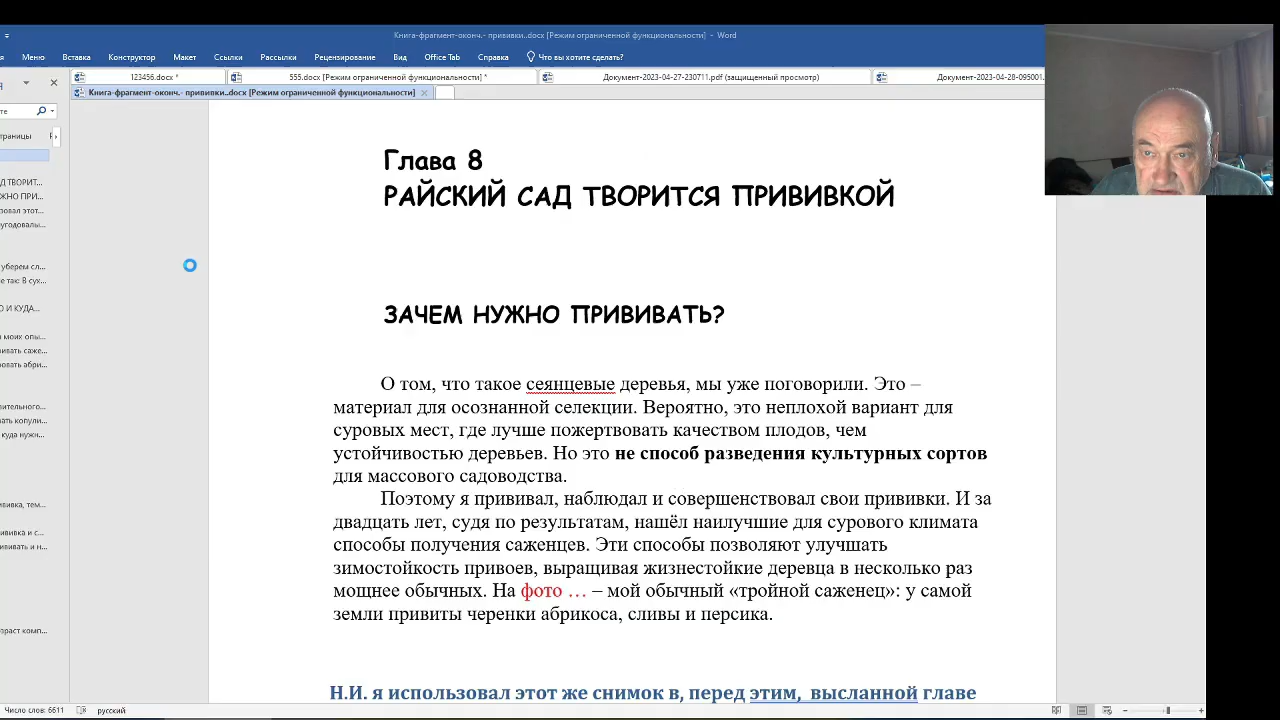 Книга-фрагмент-оконч.- прививки..docx [Режим ограниченной функциональности] - Word
Меню Вставка Конструктор Макет Ссылки Рассылки Рецензирование Вид Office Tab Справка Что вы хотите сделать?
123456.docx * 555.docx [Режим ограниченной функциональности] * Документ-2023-04-27-230711.pdf (защищенный просмотр) Документ-2023-04-28-095001.
Книга-фрагмент-оконч.- прививки..docx [Режим ограниченной функциональности]
Глава 8
РАЙСКИЙ САД ТВОРИТСЯ ПРИВИВКОЙ
ЗАЧЕМ НУЖНО ПРИВИВАТЬ?
О том, что такое сеянцевые деревья, мы уже поговорили. Это –
материал для осознанной селекции. Вероятно, это неплохой вариант для
суровых мест, где лучше пожертвовать качеством плодов, чем
устойчивостью деревьев. Но это не способ разведения культурных сортов
для массового садоводства.
Поэтому я прививал, наблюдал и совершенствовал свои прививки. И за
двадцать лет, судя по результатам, нашёл наилучшие для сурового климата
способы получения саженцев. Эти способы позволяют улучшать
зимостойкость привоев, выращивая жизнестойкие деревца в несколько раз
мощнее обычных. На фото … – мой обычный «тройной саженец»: у самой
земли привиты черенки абрикоса, сливы и персика.
Н.И. я использовал этот же снимок в, перед этим, высланной главе
Число слов: 6611 русский